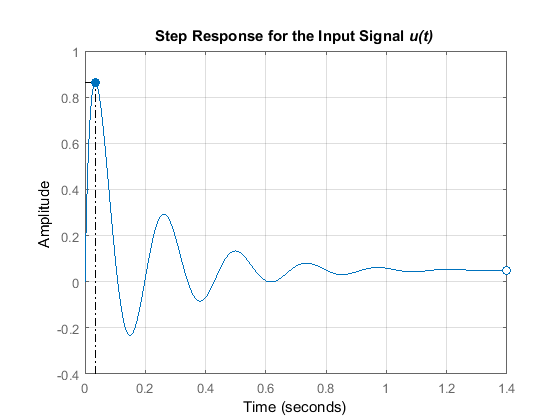 Step Response for the Input Signal u(t)
1
0.8
0.6
0.4
0.2
0
-0.2
-0.4
Amplitude
0 0.2 0.4 0.6 0.8 1 1.2 1.4
Time (seconds)